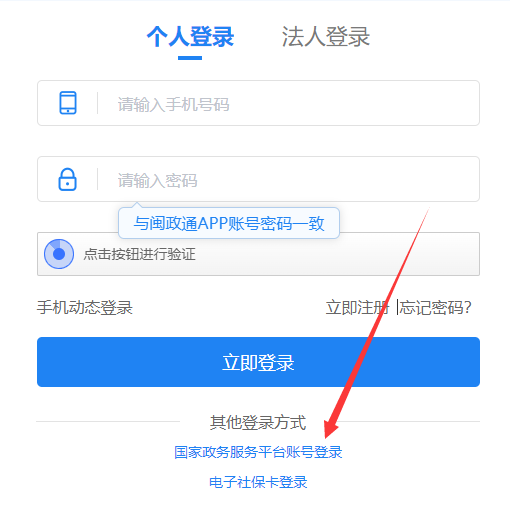 个人登录 法人登录
请输入手机号码
请输入密码
与闽政通APP账号密码一致
点击按钮进行验证
手机动态登录 立即注册 |忘记密码?
立即登录
其他登录方式
国家政务服务平台账号登录
电子社保卡登录